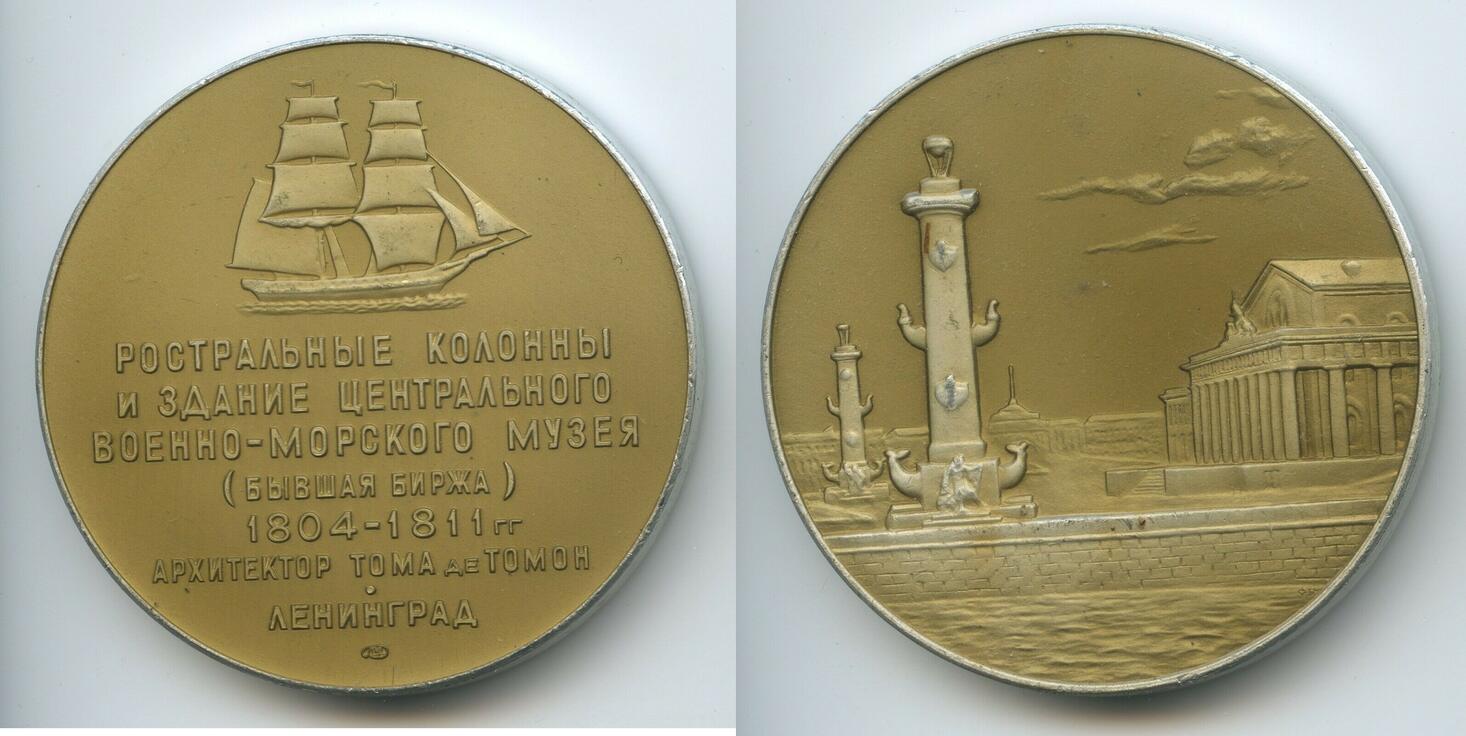 РОСТРАЛЬНЫЕ КОЛОННЫ
И ЗДАНИЕ ЦЕНТРАЛЬНОГО
ВОЕННО-МОРСКОГО МУЗЕЯ
(БЫВШАЯ БИРЖА)
1804-1811 гг
АРХИТЕКТОР ТОМА де ТОМОН
ЛЕНИНГРАД